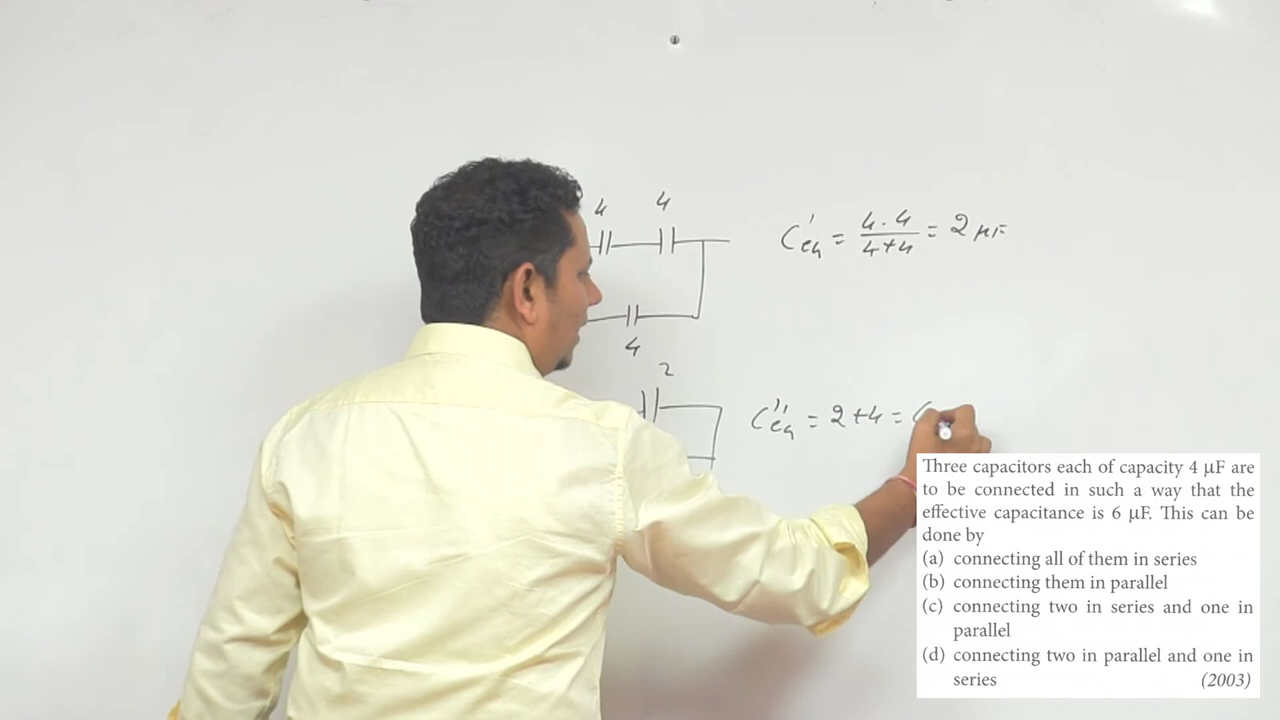 4 4
C'eq = 4.4 / 4+4 = 2 μF
4
2
C''eq = 2+4 =
Three capacitors each of capacity 4 μF are
to be connected in such a way that the
effective capacitance is 6 μF. This can be
done by
(a) connecting all of them in series
(b) connecting them in parallel
(c) connecting two in series and one in
parallel
(d) connecting two in parallel and one in
series (2003)